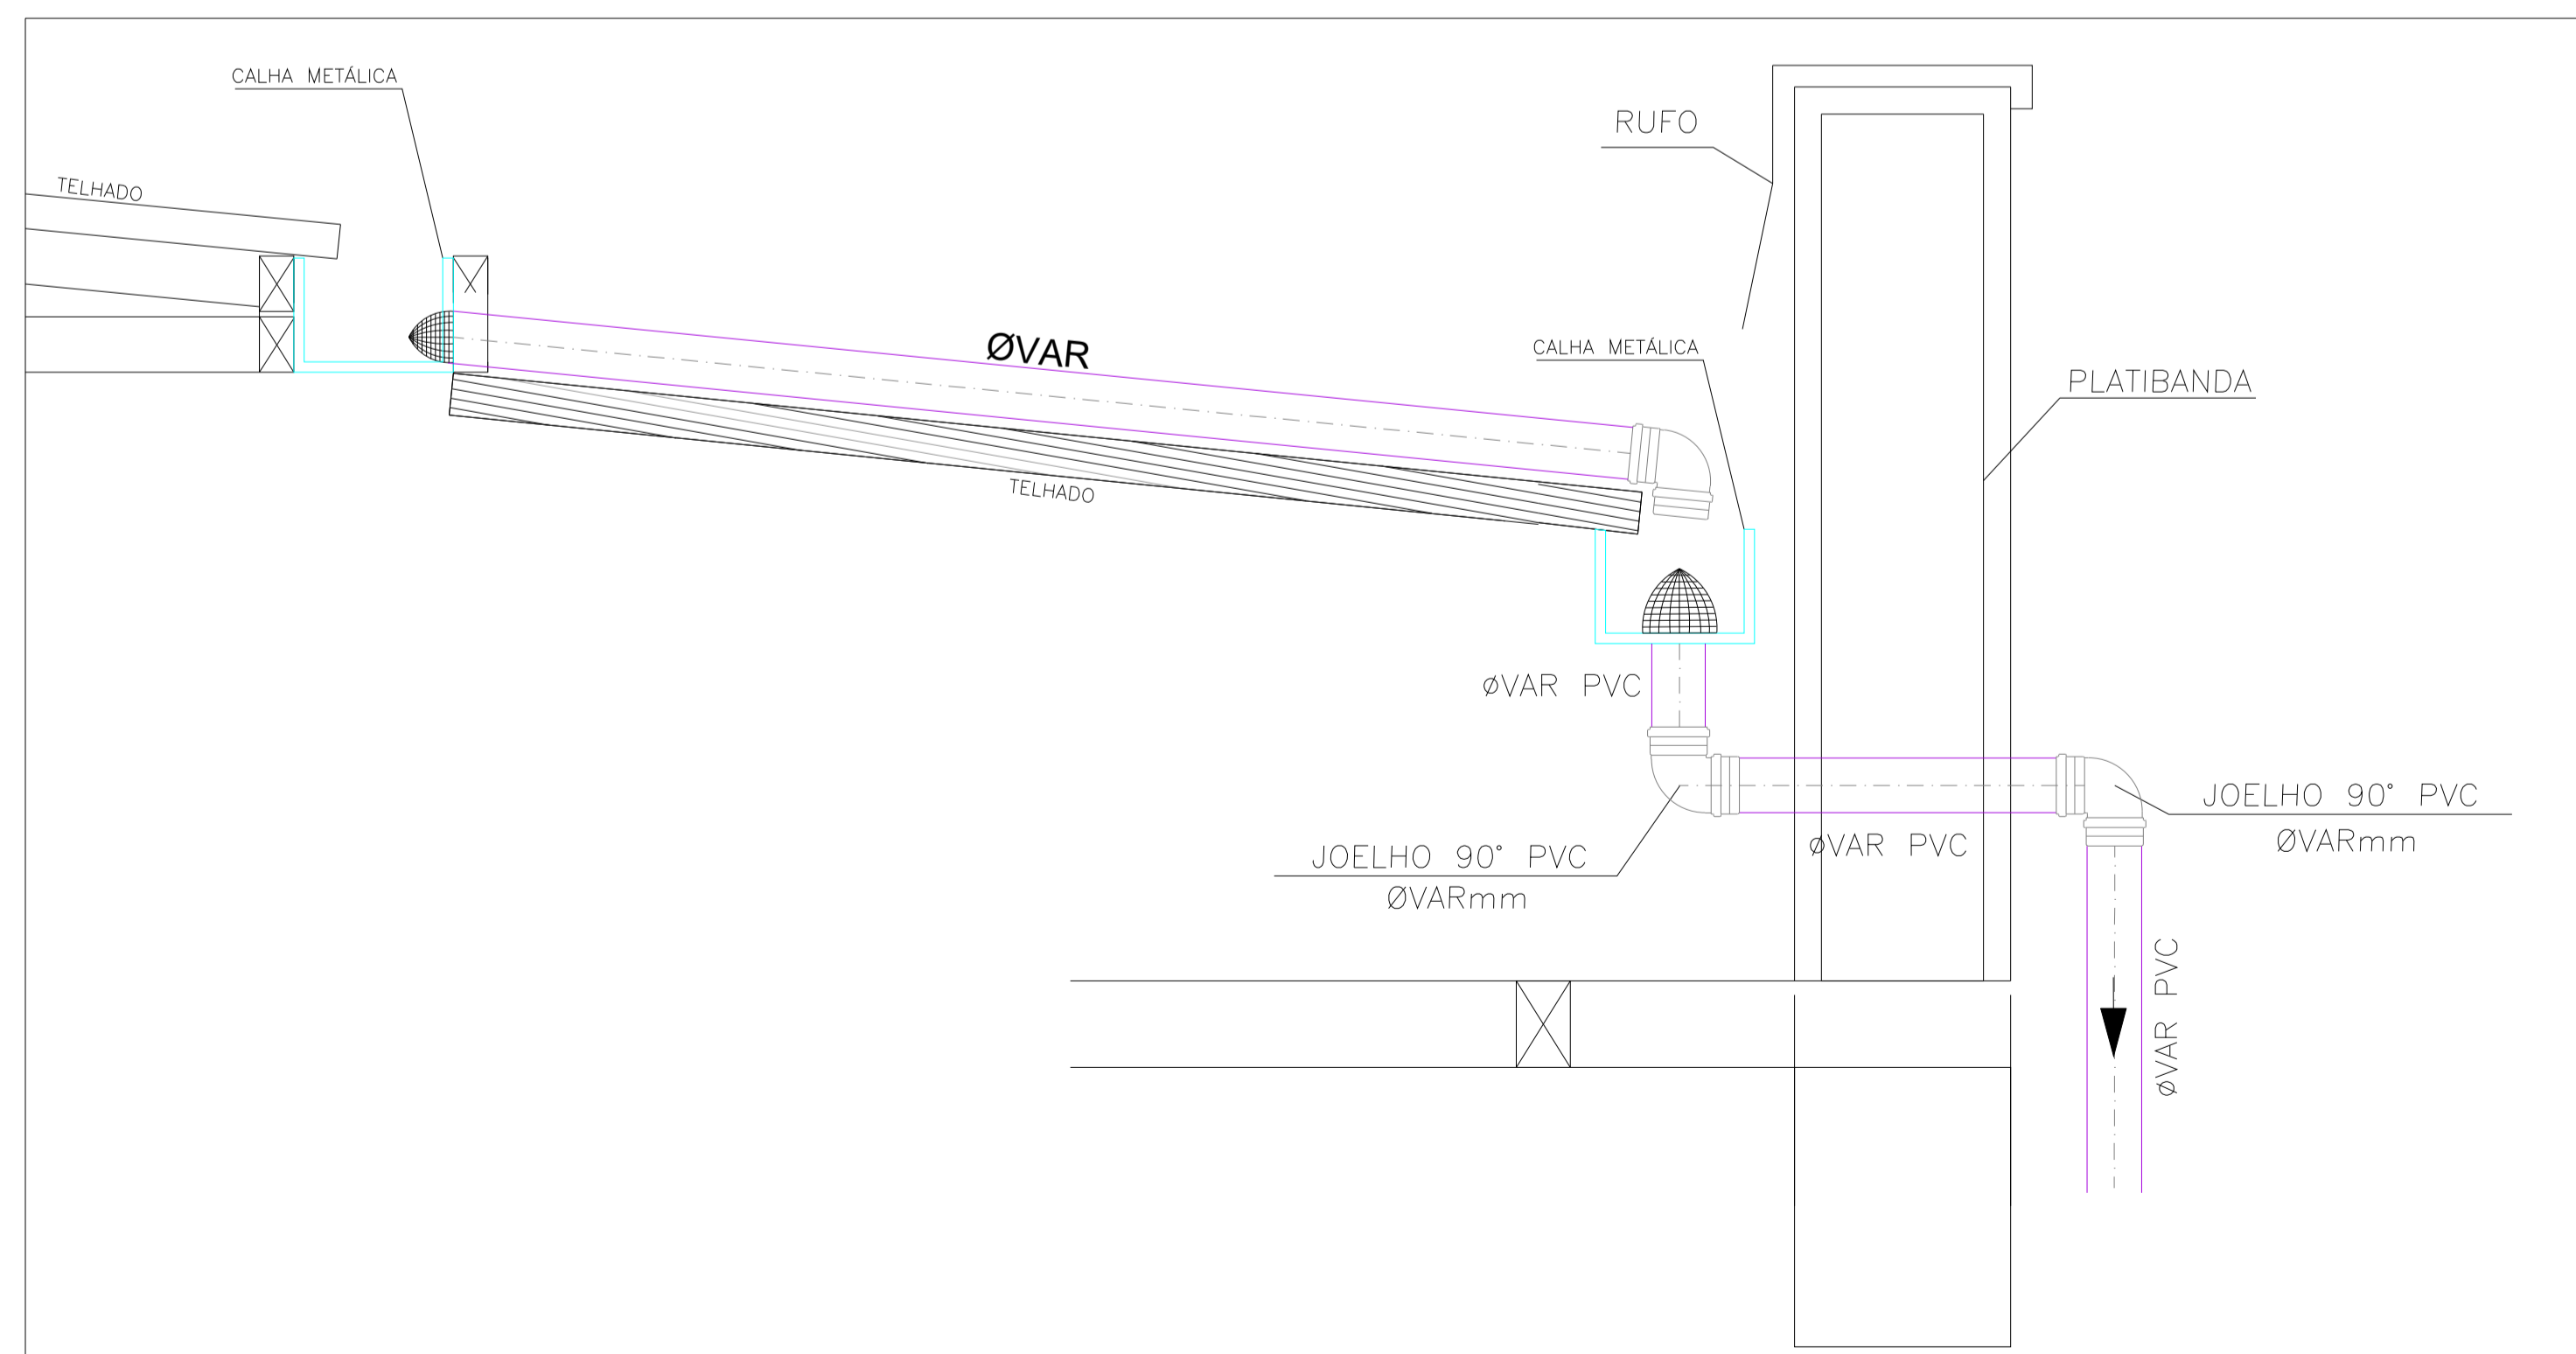 CALHA METÁLICA
RUFO
TELHADO
ØVAR
CALHA METÁLICA
PLATIBANDA
TELHADO
øVAR PVC
JOELHO 90° PVC
ØVARmm
øVAR PVC
JOELHO 90° PVC
ØVARmm
øVAR PVC